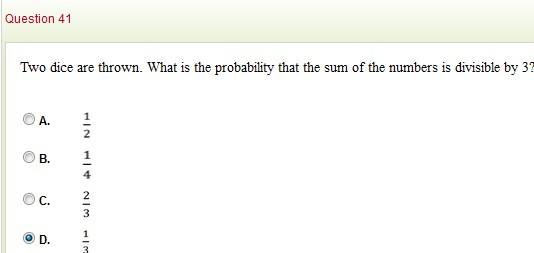 Question 41
Two dice are thrown. What is the probability that the sum of the numbers is divisible by 3?
A. 1/2
B. 1/4
C. 2/3
D. 1/3